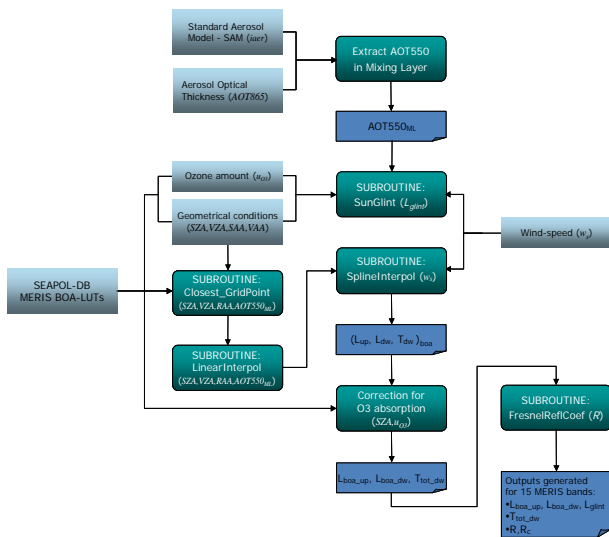 Standard Aerosol
Model - SAM (iaer)
Extract AOT550
in Mixing Layer
Aerosol Optical
Thickness (AOT865)
AOT550ML
Ozone amount (uO3)
SUBROUTINE:
SunGlint (Lglint)
Geometrical conditions
(SZA,VZA,SAA,VAA)
Wind-speed (ws)
SUBROUTINE:
SplineInterpol (ws)
SEAPOL-DB
MERIS BOA-LUTs
SUBROUTINE:
Closest_GridPoint
(SZA,VZA,RAA,AOT550ML)
(Lup, Ldw, Tdw)boa
SUBROUTINE:
LinearInterpol
(SZA,VZA,RAA,AOT550ML)
Correction for
O3 absorption
(SZA,uO3)
SUBROUTINE:
FresnelReflCoef (R)
Lboa_up, Lboa_dw, Ttot_dw
Outputs generated
for 15 MERIS bands:
•Lboa_up, Lboa_dw, Lglint
•Ttot_dw
•R,Rc